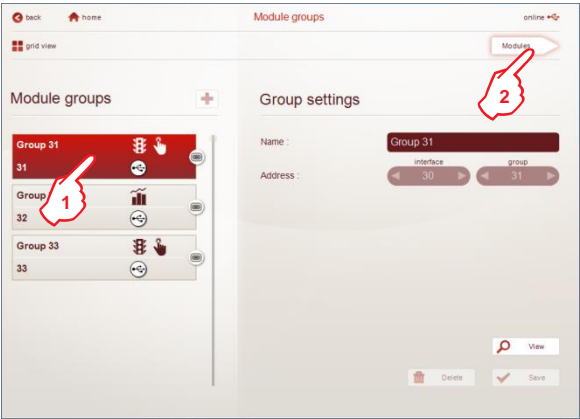 back
home
Module groups
online
grid view
Modules
2
Module groups
Group settings
Group 31
31
Name :
Group 31
interface
group
Address :
30
31
Group
1
32
Group 33
33
View
Delete
Save